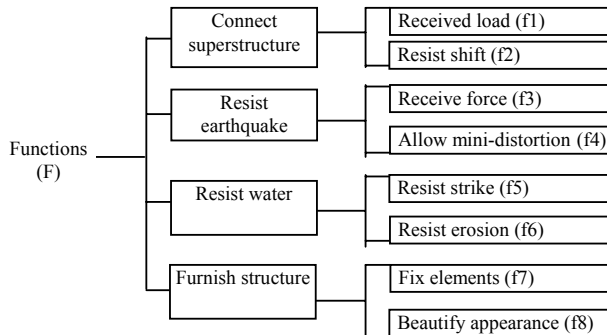 Functions
(F)
Connect
superstructure
Received load (f1)
Resist shift (f2)
Resist
earthquake
Receive force (f3)
Allow mini-distortion (f4)
Resist water
Resist strike (f5)
Resist erosion (f6)
Furnish structure
Fix elements (f7)
Beautify appearance (f8)